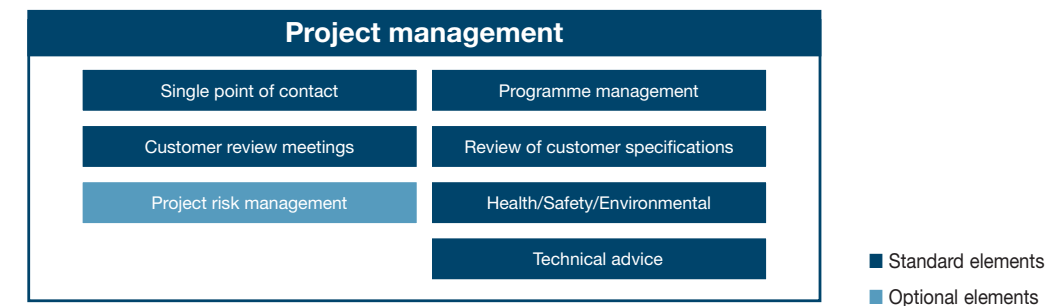 Project management
Single point of contact
Programme management
Customer review meetings
Review of customer specifications
Project risk management
Health/Safety/Environmental
Technical advice
Standard elements
Optional elements